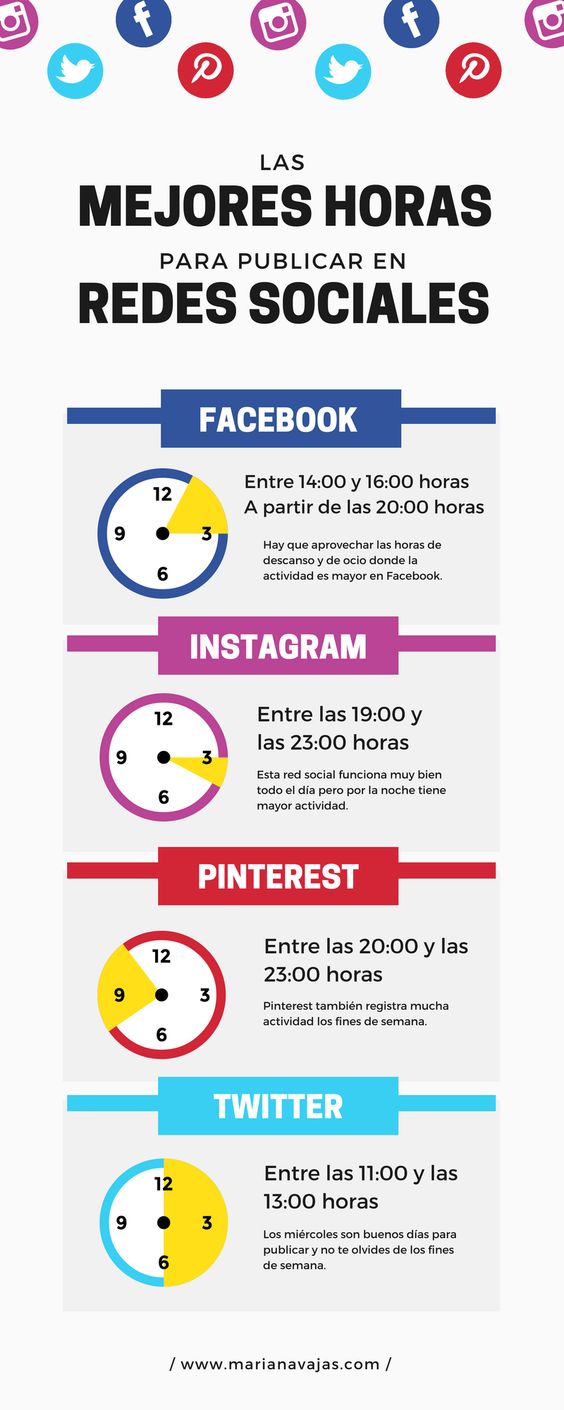 LAS
MEJORES HORAS
PARA PUBLICAR EN
REDES SOCIALES
FACEBOOK
12
9
3
6
Entre 14:00 y 16:00 horas
A partir de las 20:00 horas
Hay que aprovechar las horas de
descanso y de ocio donde la
actividad es mayor en Facebook.
INSTAGRAM
12
9
3
6
Entre las 19:00 y
las 23:00 horas
Esta red social funciona muy bien
todo el día pero por la noche tiene
mayor actividad.
PINTEREST
12
9
3
6
Entre las 20:00 y las
23:00 horas
Pinterest también registra mucha
actividad los fines de semana.
TWITTER
12
9
3
6
Entre las 11:00 y las
13:00 horas
Los miércoles son buenos días para
publicar y no te olvides de los fines
de semana.
/ www.marianavajas.com /